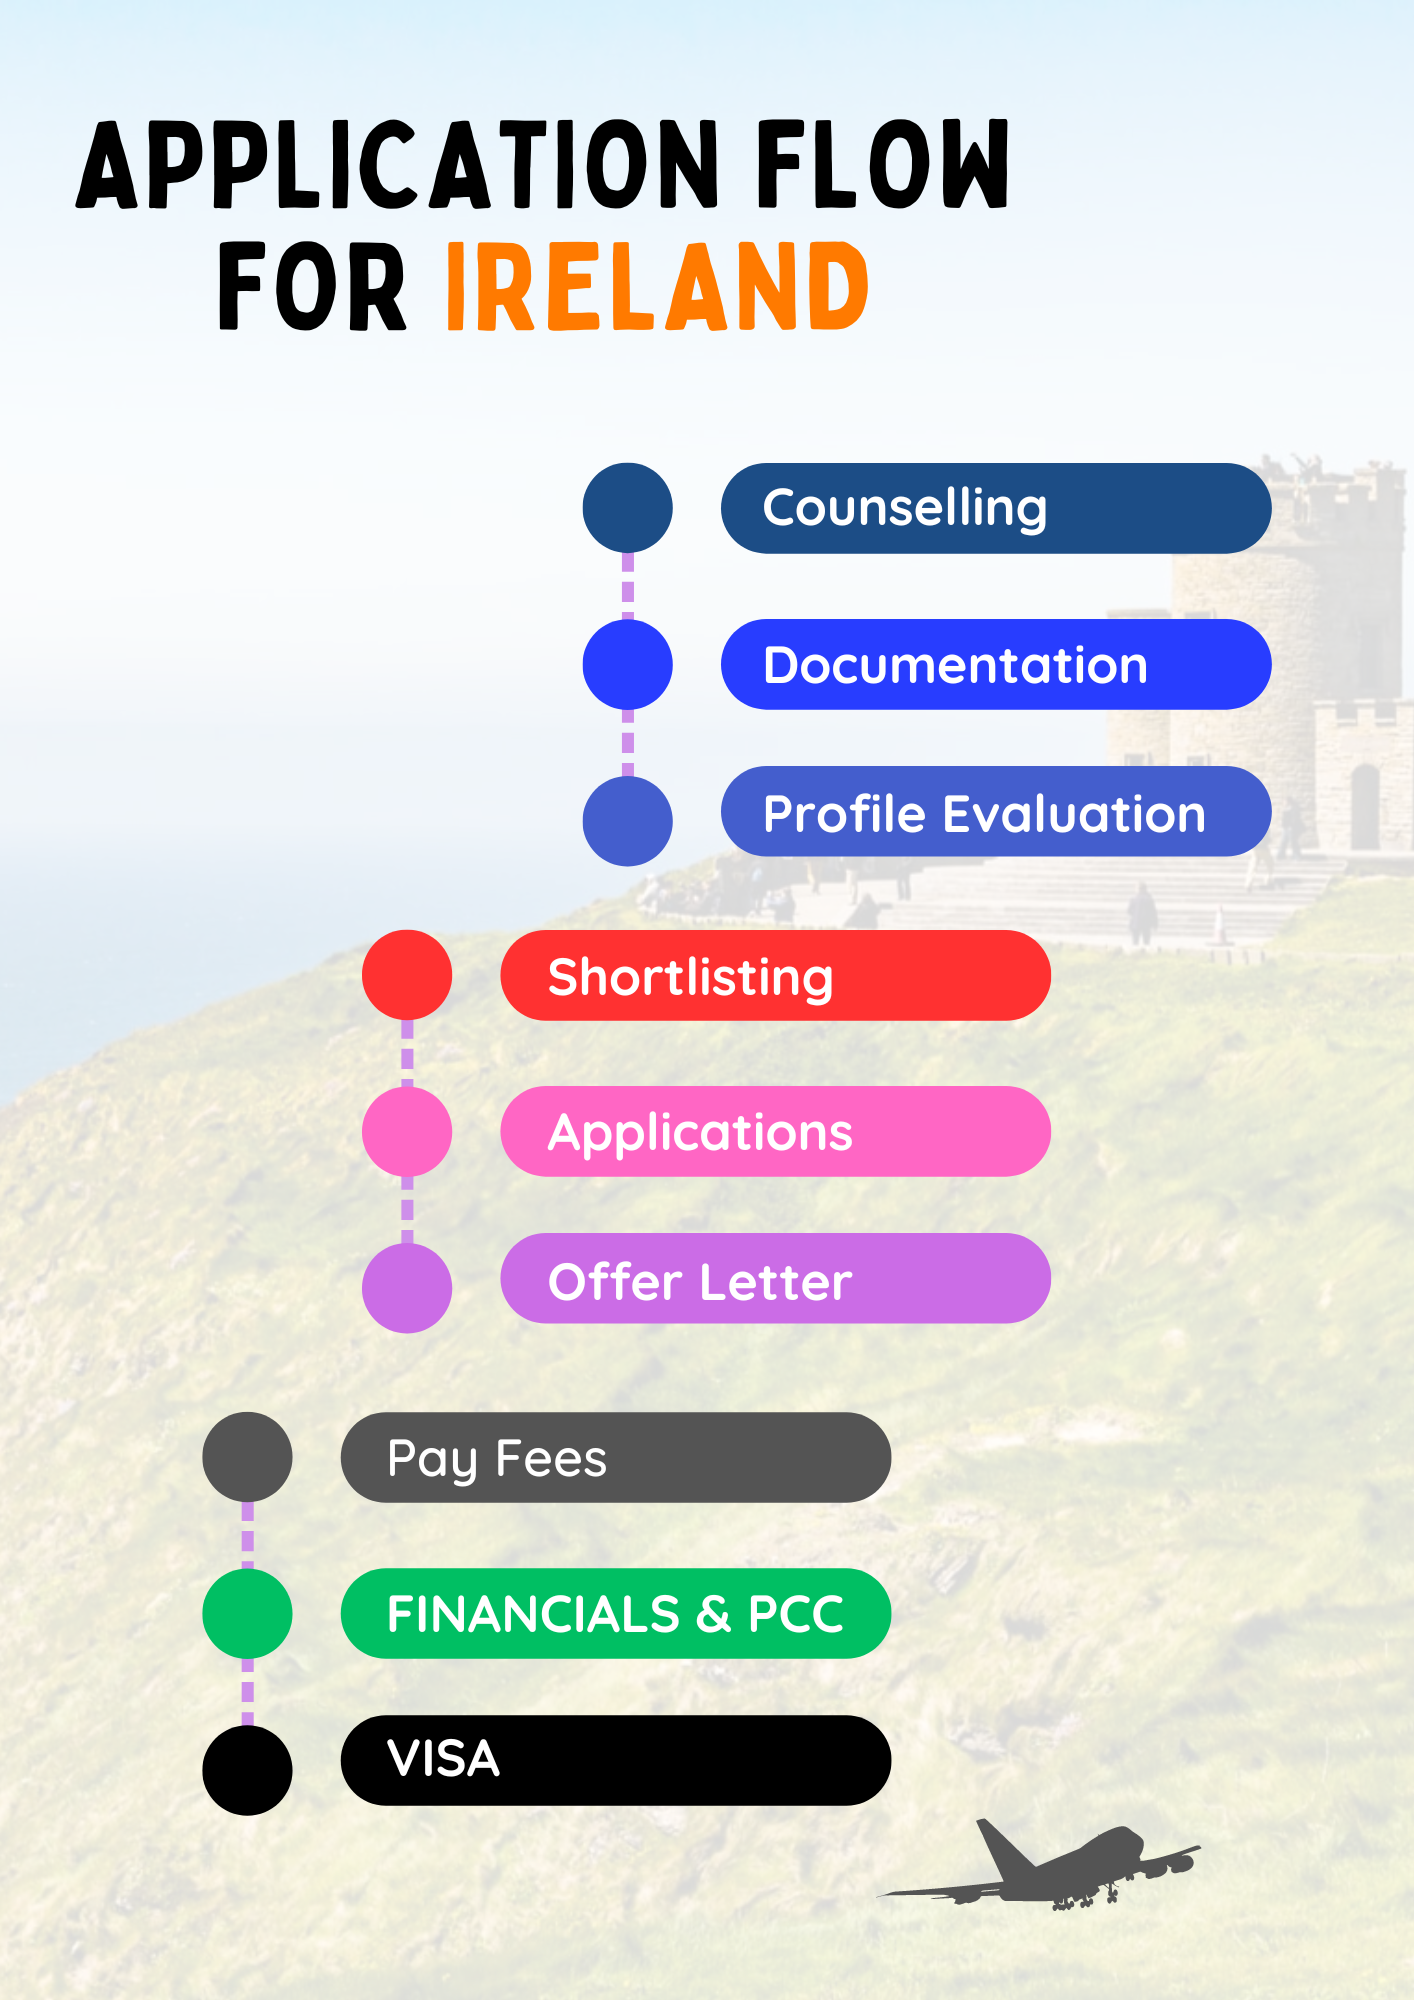 APPLICATION FLOW
FOR IRELAND
Counselling
Documentation
Profile Evaluation
Shortlisting
Applications
Offer Letter
Pay Fees
FINANCIALS & PCC
VISA